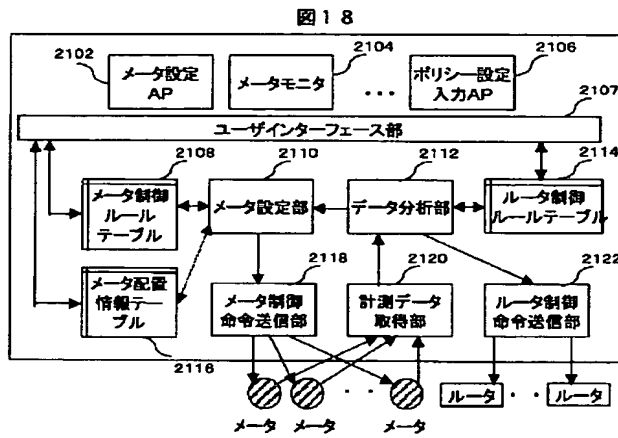 図18
2102
2104
2106
メータ設定
AP
メータモニタ
・・・
ポリシー設定
入力AP
2107
ユーザインターフェース部
2108
2110
2112
2114
メータ制御
ルール
テーブル
メータ設定部
データ分析部
ルータ制御
ルールテーブル
メータ配置
情報テー
ブル
2116
2118
メータ制御
命令送信部
2120
計測データ
取得部
2122
ルータ制御
命令送信部
・・・
メータ
メータ
メータ
ルータ
・・
ルータ